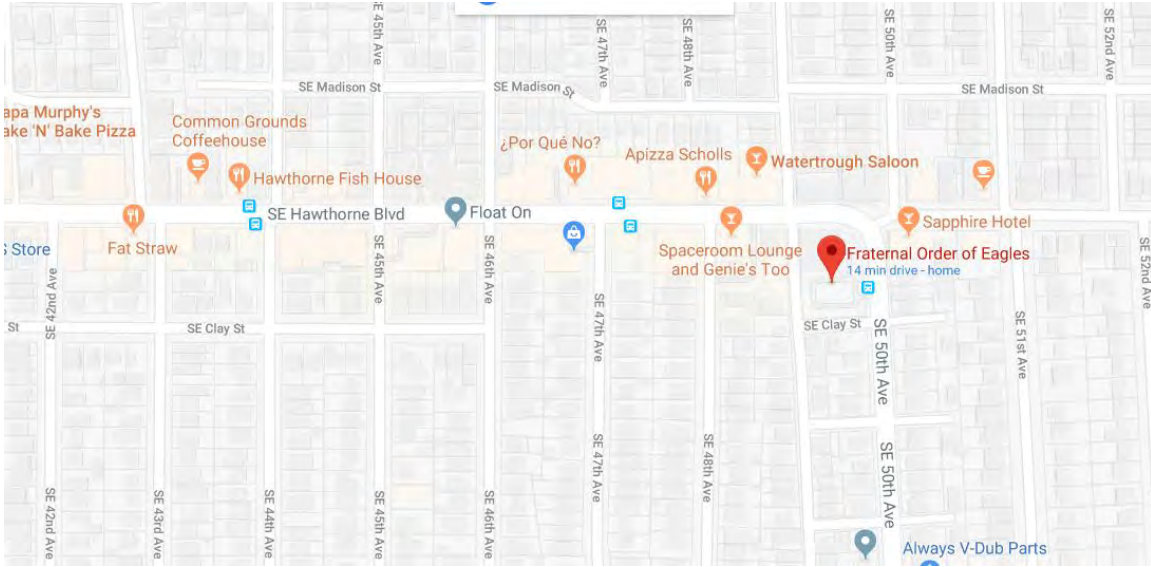 SE 45th Ave
SE 47th Ave
SE 48th Ave
SE 50th Ave
SE 52nd Ave
SE Madison St
SE Madison St
SE Madison St
apa Murphy's
ake 'N' Bake Pizza
Common Grounds
Coffeehouse
¿Por Qué No?
Apizza Scholls
Watertrough Saloon
Hawthorne Fish House
SE Hawthorne Blvd
Float On
Sapphire Hotel
Fat Straw
S Store
Spaceroom Lounge
and Genie's Too
Fraternal Order of Eagles
14 min drive - home
SE 42nd Ave
SE 45th Ave
SE 46th Ave
SE 47th Ave
SE 52nd Ave
St
SE Clay St
SE Clay St
SE 50th Ave
SE 51st Ave
SE 42nd Ave
SE 43rd Ave
SE 44th Ave
SE 45th Ave
SE 46th Ave
SE 47th Ave
SE 48th Ave
SE 50th Ave
Always V-Dub Parts